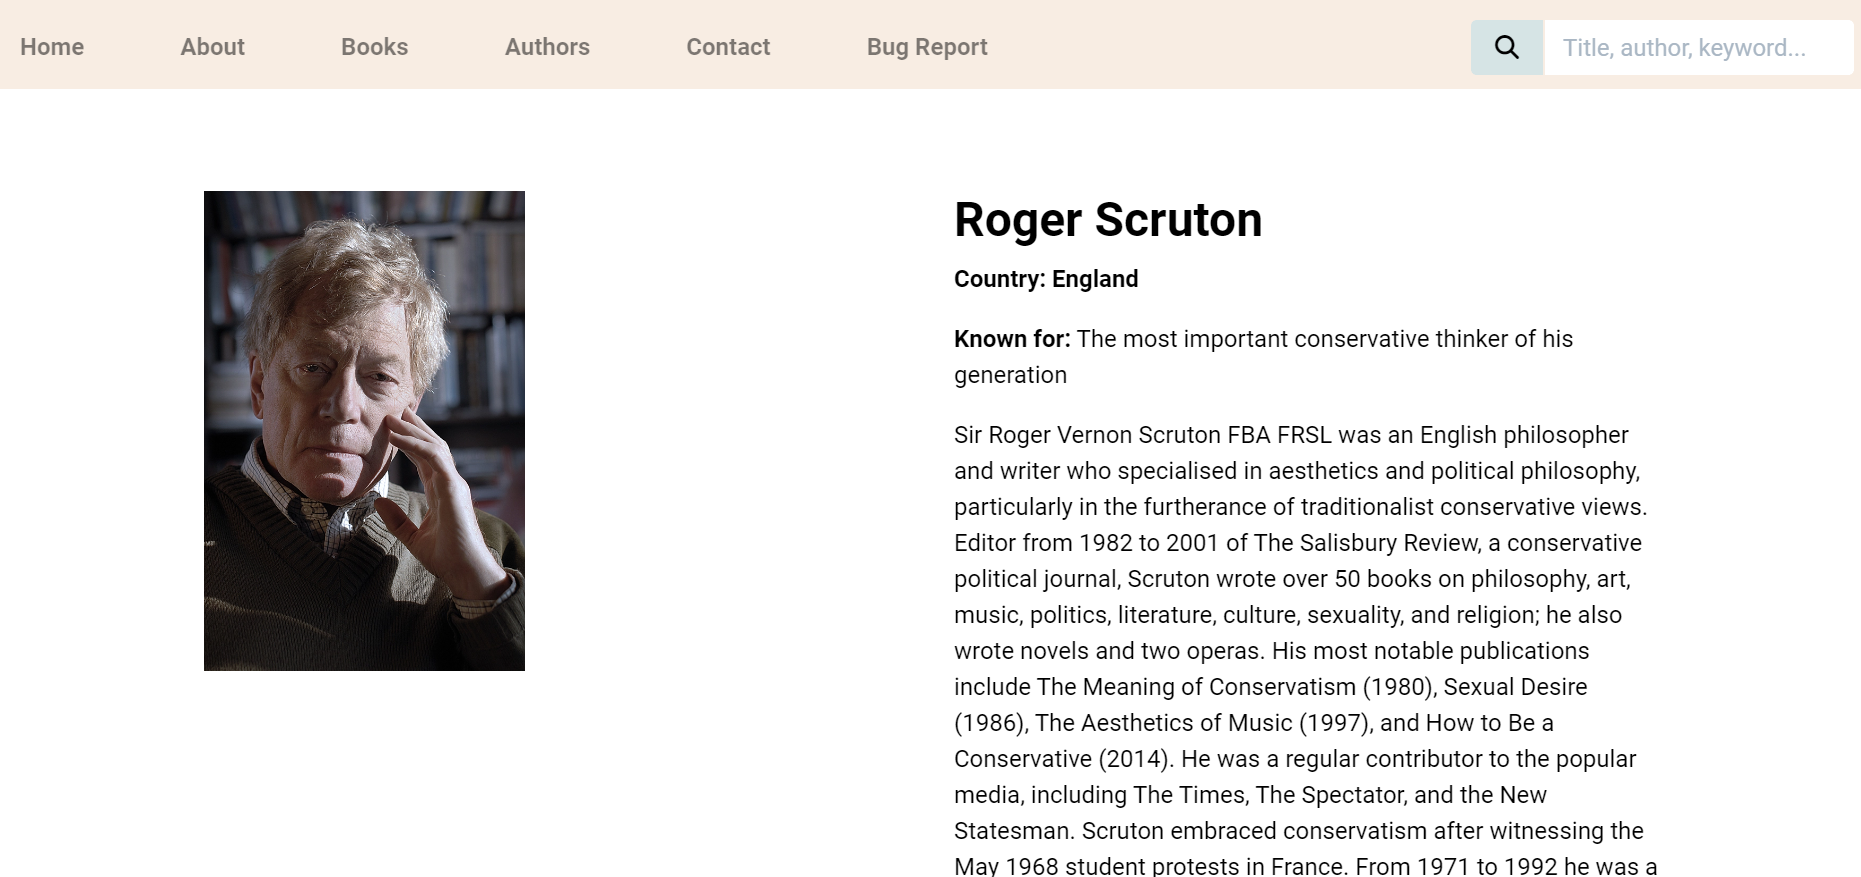 Home About Books Authors Contact Bug Report Title, author, keyword...
Roger Scruton
Country: England
Known for: The most important conservative thinker of his
generation
Sir Roger Vernon Scruton FBA FRSL was an English philosopher
and writer who specialised in aesthetics and political philosophy,
particularly in the furtherance of traditionalist conservative views.
Editor from 1982 to 2001 of The Salisbury Review, a conservative
political journal, Scruton wrote over 50 books on philosophy, art,
music, politics, literature, culture, sexuality, and religion; he also
wrote novels and two operas. His most notable publications
include The Meaning of Conservatism (1980), Sexual Desire
(1986), The Aesthetics of Music (1997), and How to Be a
Conservative (2014). He was a regular contributor to the popular
media, including The Times, The Spectator, and the New
Statesman. Scruton embraced conservatism after witnessing the
May 1968 student protests in France. From 1971 to 1992 he was a